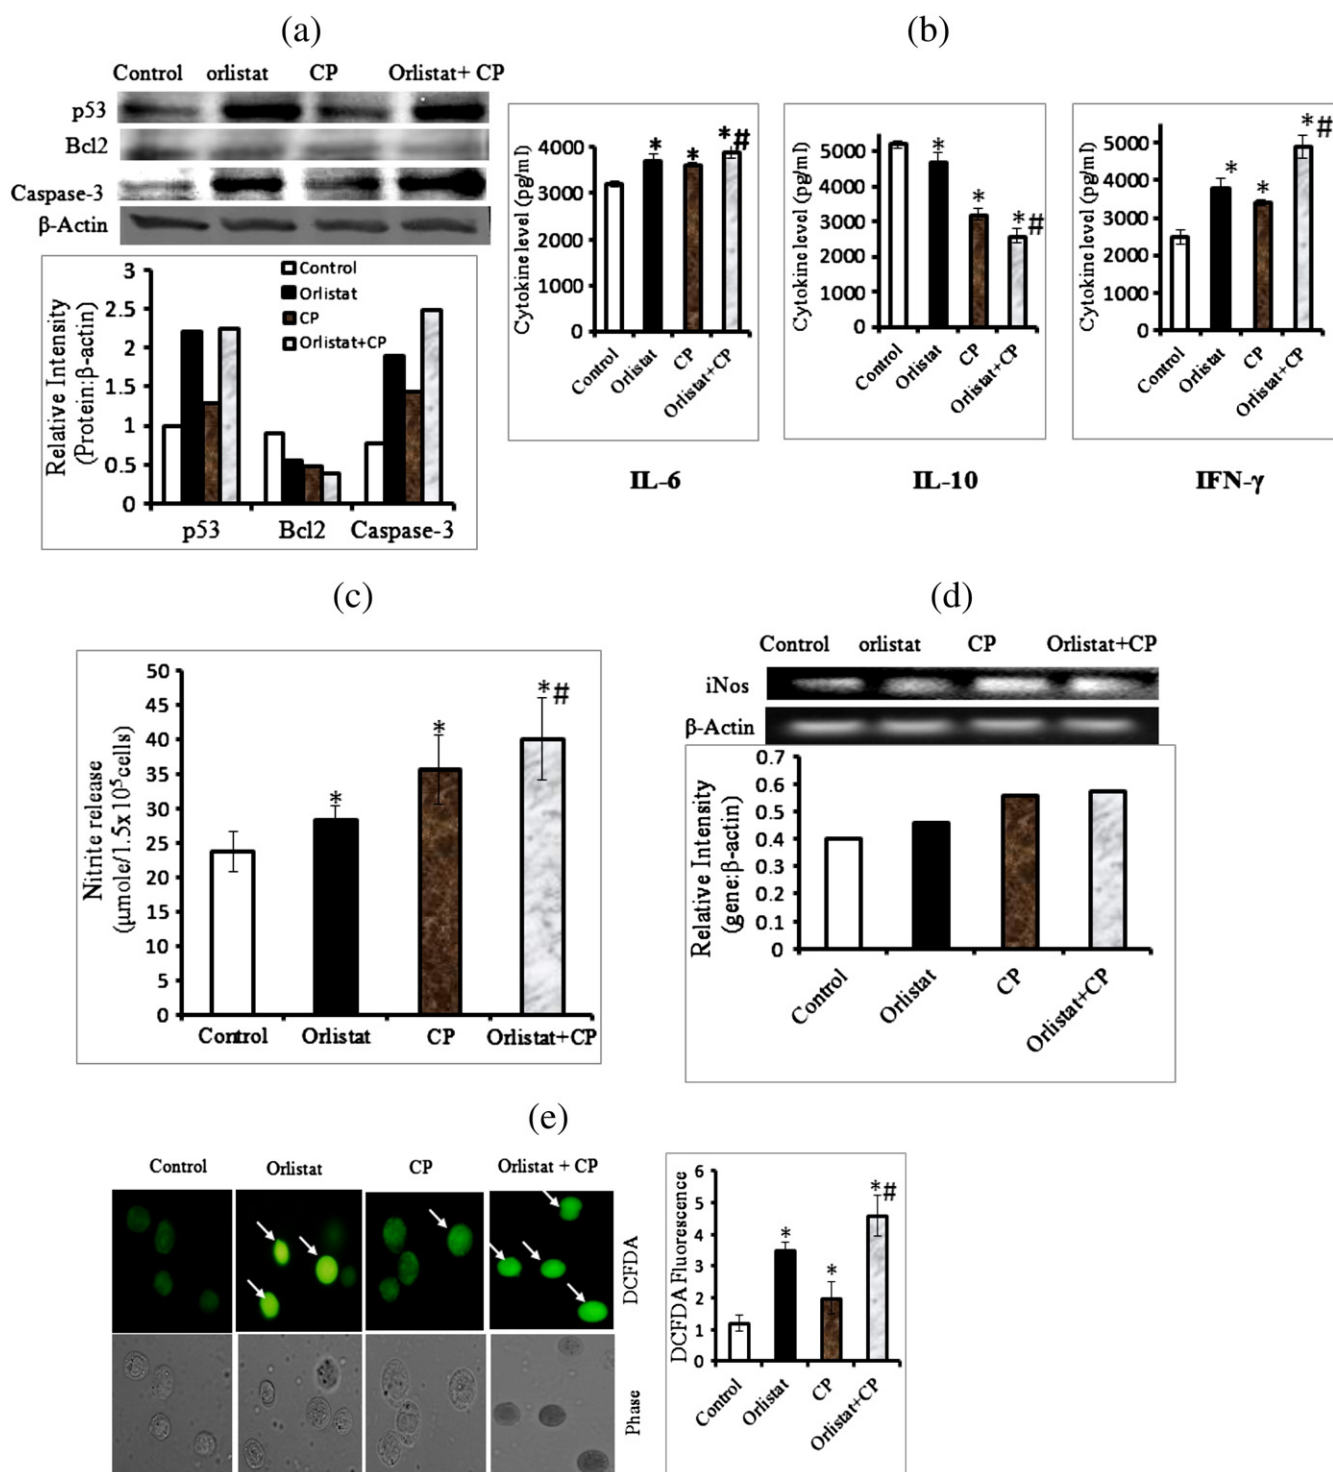 (a)
Control orlistat CP Orlistat+ CP
p53
Bcl2
Caspase-3
β-Actin
Relative Intensity
(Protein:β-actin)
3
2.5
2
1.5
1
0.5
0
Control
Orlistat
CP
Orlistat+CP
p53 Bcl2 Caspase-3
(b)
Cytokine level (pg/ml)
4000
3000
2000
1000
0
* * *#
Control Orlistat CP Orlistat+CP
IL-6
Cytokine level (pg/ml)
5000
4000
3000
2000
1000
0
* * *#
Control Orlistat CP Orlistat+CP
IL-10
Cytokine level (pg/ml)
5000
4000
3000
2000
1000
0
* * *#
Control Orlistat CP Orlistat+CP
IFN-γ
(c)
Nitrite release
(μmole/1.5x 10⁵cells)
50
45
40
35
30
25
20
15
10
5
0
* * *#
Control Orlistat CP Orlistat+CP
(d)
Control orlistat CP Orlistat+CP
iNos
β-Actin
Relative Intensity
(gene:β-actin)
0.7
0.6
0.5
0.4
0.3
0.2
0.1
0
Control Orlistat CP Orlistat+CP
(e)
Control Orlistat CP Orlistat + CP
DCFDA
Phase
DCFDA Fluorescence
6
5
4
3
2
1
0
* * *#
Control Orlistat CP Orlistat+CP